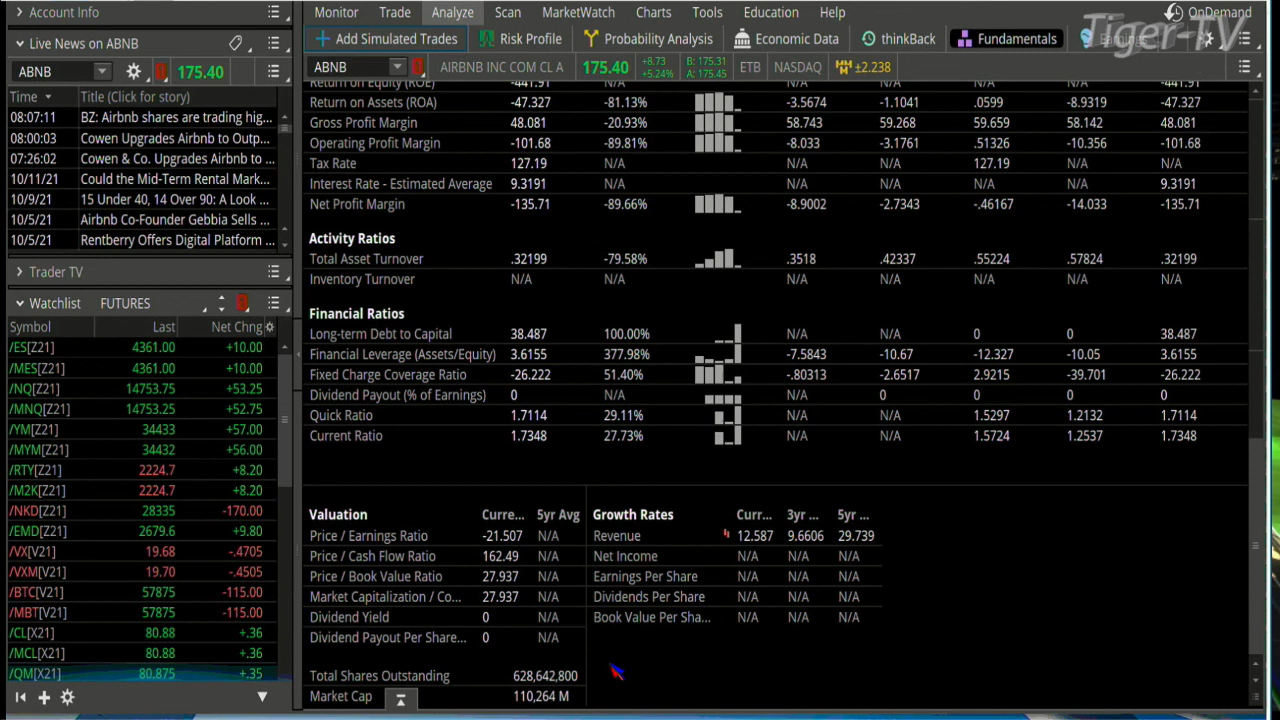 Account Info
Monitor Trade Analyze Scan MarketWatch Charts Tools Education Help
OnDemand
Tiger-TV
Live News on ABNB
Add Simulated Trades Risk Profile Probability Analysis Economic Data thinkBack Fundamentals
ABNB 175.40
ABNB AIRBNB INC COM CL A 175.40 +8.73 +5.24% B: 175.31 A: 175.45 ETB NASDAQ ±2.238
Time Title (Click for story)
08:07:11 BZ: Airbnb shares are trading hig...
08:00:03 Cowen Upgrades Airbnb to Outp...
07:26:02 Cowen & Co. Upgrades Airbnb to ...
10/11/21 Could the Mid-Term Rental Mark...
10/9/21 15 Under 40, 14 Over 90: A Look ...
10/5/21 Airbnb Co-Founder Gebbia Sells ...
10/5/21 Rentberry Offers Digital Platform ...
Trader TV
Watchlist FUTURES
Symbol Last Net Chng
/ES[Z21] 4361.00 +10.00
/MES[Z21] 4361.00 +10.00
/NQ[Z21] 14753.75 +53.25
/MNQ[Z21] 14753.25 +52.75
/YM[Z21] 34433 +57.00
/MYM[Z21] 34432 +56.00
/RTY[Z21] 2224.7 +8.20
/M2K[Z21] 2224.7 +8.20
/NKD[Z21] 28335 -170.00
/EMD[Z21] 2679.6 +9.80
/VX[V21] 19.68 -.4705
/VXM[V21] 19.70 -.4505
/BTC[V21] 57875 -115.00
/MBT[V21] 57875 -115.00
/CL[X21] 80.88 +.36
/MCL[X21] 80.88 +.36
/QM[X21] 80.875 +.35
Return on Equity (ROE) -441.91 N/A N/A N/A N/A N/A -441.91
Return on Assets (ROA) -47.327 -81.13% -3.5674 -1.1041 .0599 -8.9319 -47.327
Gross Profit Margin 48.081 -20.93% 58.743 59.268 59.659 58.142 48.081
Operating Profit Margin -101.68 -89.81% -8.033 -3.1761 .51326 -10.356 -101.68
Tax Rate 127.19 N/A N/A N/A 127.19 N/A N/A
Interest Rate - Estimated Average 9.3191 N/A N/A N/A N/A N/A 9.3191
Net Profit Margin -135.71 -89.66% -8.9002 -2.7343 -.46167 -14.033 -135.71
Activity Ratios
Total Asset Turnover .32199 -79.58% .3518 .42337 .55224 .57824 .32199
Inventory Turnover N/A N/A N/A N/A N/A N/A N/A
Financial Ratios
Long-term Debt to Capital 38.487 100.00% N/A N/A 0 0 38.487
Financial Leverage (Assets/Equity) 3.6155 377.98% -7.5843 -10.67 -12.327 -10.05 3.6155
Fixed Charge Coverage Ratio -26.222 51.40% -.80313 -2.6517 2.9215 -39.701 -26.222
Dividend Payout (% of Earnings) 0 N/A N/A 0 0 0 0
Quick Ratio 1.7114 29.11% N/A N/A 1.5297 1.2132 1.7114
Current Ratio 1.7348 27.73% N/A N/A 1.5724 1.2537 1.7348
Valuation Curre... 5yr Avg
Price / Earnings Ratio -21.507 N/A
Price / Cash Flow Ratio 162.49 N/A
Price / Book Value Ratio 27.937 N/A
Market Capitalization / Co... 27.937 N/A
Dividend Yield 0 N/A
Dividend Payout Per Share... 0 N/A
Total Shares Outstanding 628,642,800
Market Cap 110,264 M
Growth Rates Curr... 3yr ... 5yr ...
Revenue 12.587 9.6606 29.739
Net Income N/A N/A N/A
Earnings Per Share N/A N/A N/A
Dividends Per Share N/A N/A N/A
Book Value Per Sha... N/A N/A N/A